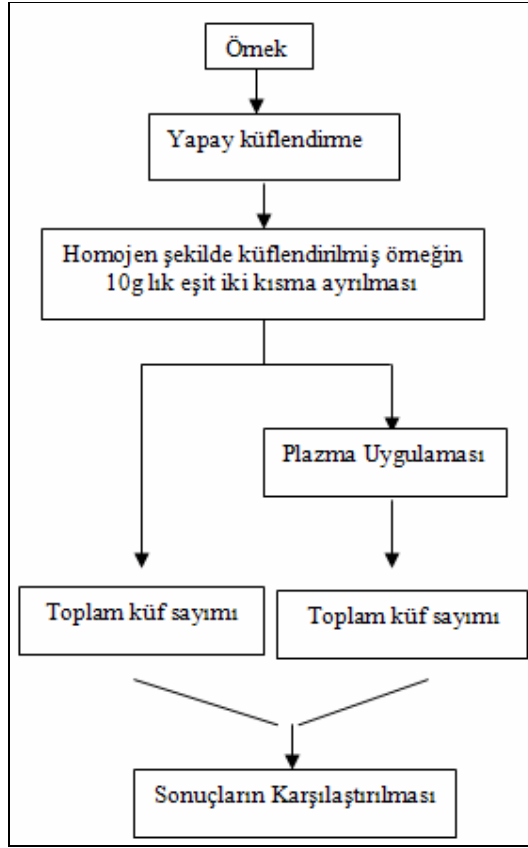 Örnek
Yapay küflendirme
Homojen şekilde küflendirilmiş örneğin
10g lık eşit iki kısma ayrılması
Plazma Uygulaması
Toplam küf sayımı
Toplam küf sayımı
Sonuçların Karşılaştırılması